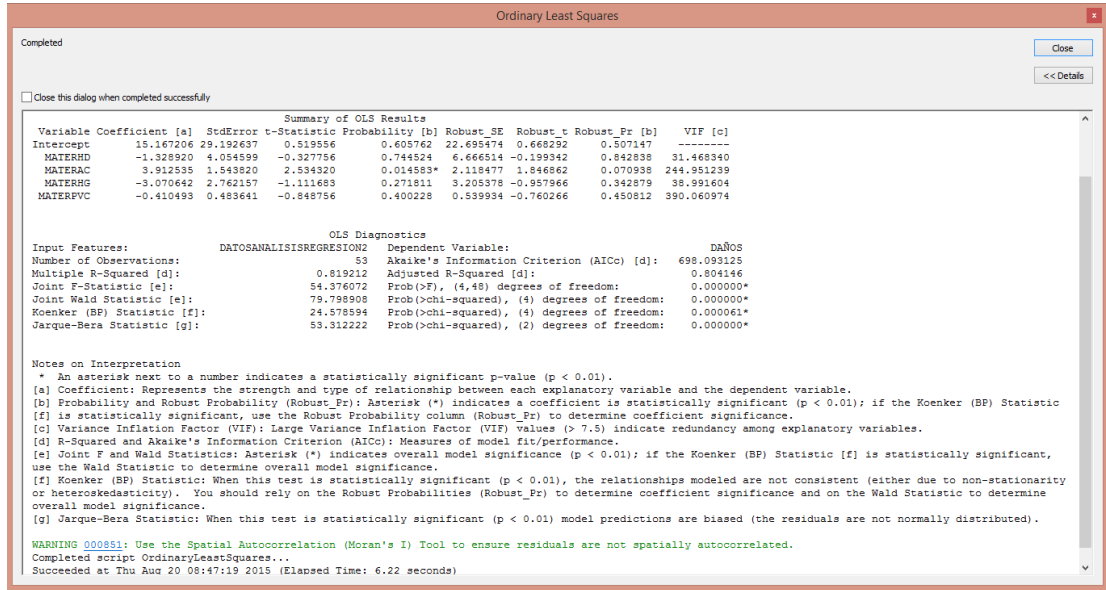 Ordinary Least Squares
x
Completed
Close
<< Details
Close this dialog when completed successfully
Summary of OLS Results
Variable Coefficient [a] StdError t-Statistic Probability [b] Robust_SE Robust_t Robust_Pr [b] VIF [c]
Intercept 15.167206 29.192637 0.519556 0.605762 22.695474 0.668292 0.507147 --------
MATERHD -1.328920 4.054599 -0.327756 0.744524 6.666514 -0.199342 0.842838 31.468340
MATERAC 3.912535 1.543820 2.534320 0.014583* 2.118477 1.846862 0.070938 244.951239
MATERHG -3.070642 2.762157 -1.111683 0.271811 3.205378 -0.957966 0.342879 38.991604
MATERPVC -0.410493 0.483641 -0.848756 0.400228 0.539934 -0.760266 0.450812 390.060974
OLS Diagnostics
Input Features: DATOSANALISISREGRESION2 Dependent Variable: DAÑOS
Number of Observations: 53 Akaike's Information Criterion (AICc) [d]: 698.093125
Multiple R-Squared [d]: 0.819212 Adjusted R-Squared [d]: 0.804146
Joint F-Statistic [e]: 54.376072 Prob(>F), (4,48) degrees of freedom: 0.000000*
Joint Wald Statistic [e]: 79.798908 Prob(>chi-squared), (4) degrees of freedom: 0.000000*
Koenker (BP) Statistic [f]: 24.578594 Prob(>chi-squared), (4) degrees of freedom: 0.000061*
Jarque-Bera Statistic [g]: 53.312222 Prob(>chi-squared), (2) degrees of freedom: 0.000000*
Notes on Interpretation
* An asterisk next to a number indicates a statistically significant p-value (p < 0.01).
[a] Coefficient: Represents the strength and type of relationship between each explanatory variable and the dependent variable.
[b] Probability and Robust Probability (Robust_Pr): Asterisk (*) indicates a coefficient is statistically significant (p < 0.01); if the Koenker (BP) Statistic
[f] is statistically significant, use the Robust Probability column (Robust_Pr) to determine coefficient significance.
[c] Variance Inflation Factor (VIF): Large Variance Inflation Factor (VIF) values (> 7.5) indicate redundancy among explanatory variables.
[d] R-Squared and Akaike's Information Criterion (AICc): Measures of model fit/performance.
[e] Joint F and Wald Statistics: Asterisk (*) indicates overall model significance (p < 0.01); if the Koenker (BP) Statistic [f] is statistically significant,
use the Wald Statistic to determine overall model significance.
[f] Koenker (BP) Statistic: When this test is statistically significant (p < 0.01), the relationships modeled are not consistent (either due to non-stationarity
or heteroskedasticity). You should rely on the Robust Probabilities (Robust_Pr) to determine coefficient significance and on the Wald Statistic to determine
overall model significance.
[g] Jarque-Bera Statistic: When this test is statistically significant (p < 0.01) model predictions are biased (the residuals are not normally distributed).
WARNING 000851: Use the Spatial Autocorrelation (Moran's I) Tool to ensure residuals are not spatially autocorrelated.
Completed script OrdinaryLeastSquares...
Succeeded at Thu Aug 20 08:47:19 2015 (Elapsed Time: 6.22 seconds)